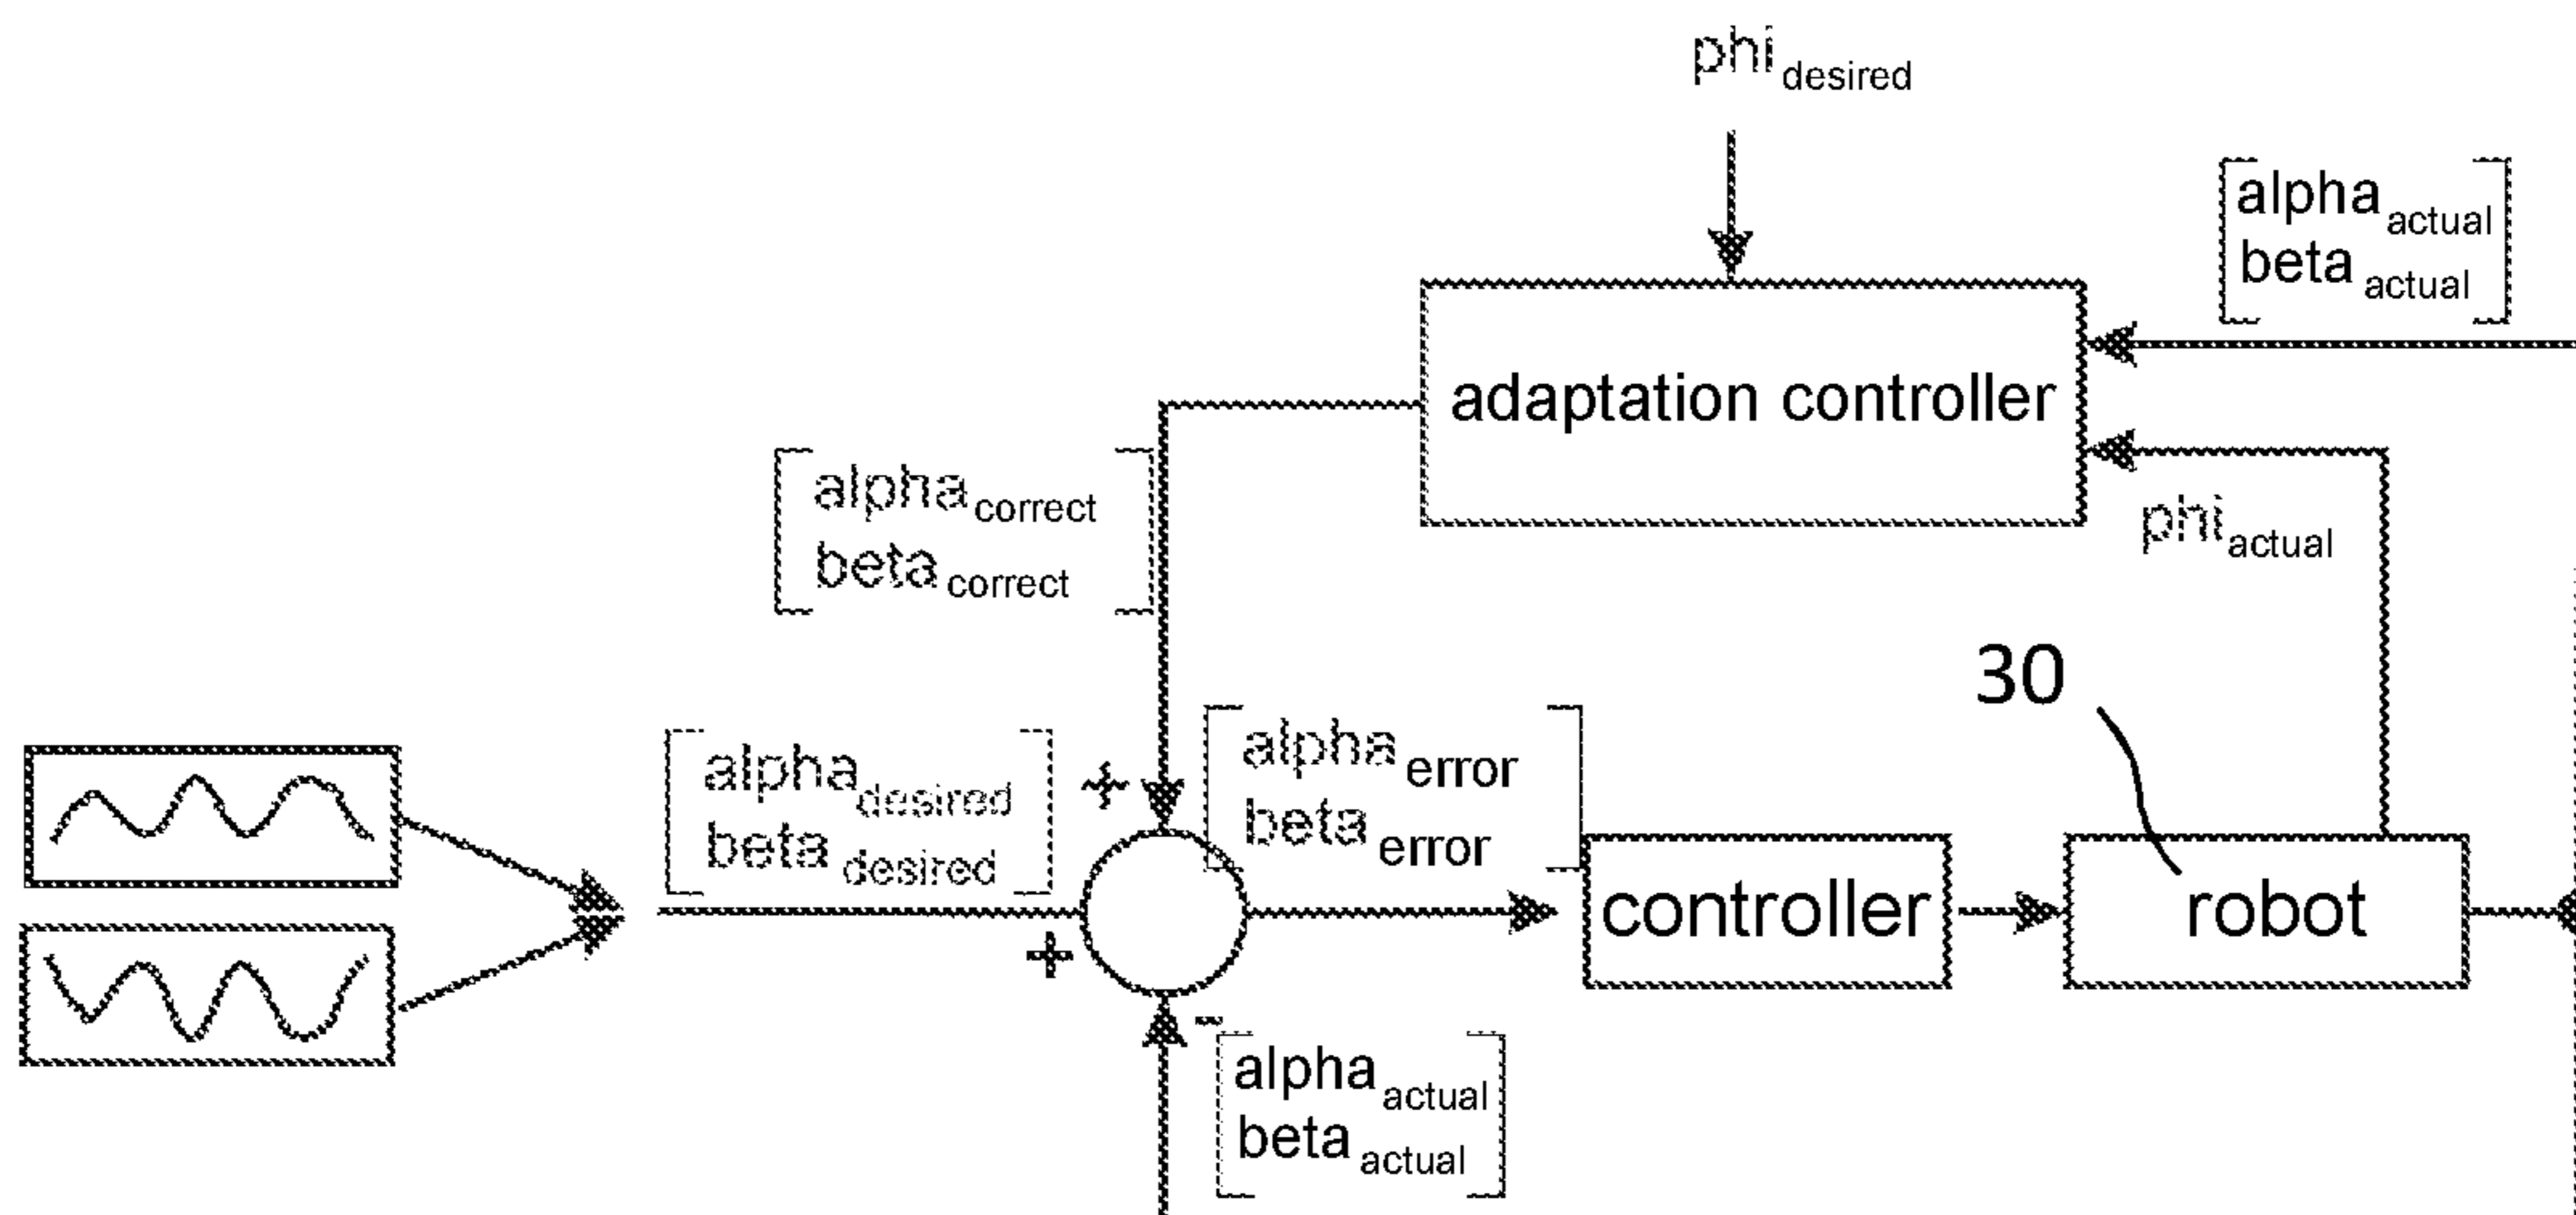 phi desired
alpha actual
beta actual
adaptation controller
alpha correct
beta correct
phi actual
30
alpha desired
beta desired
+
alpha error
beta error
+
controller
robot
-
alpha actual
beta actual